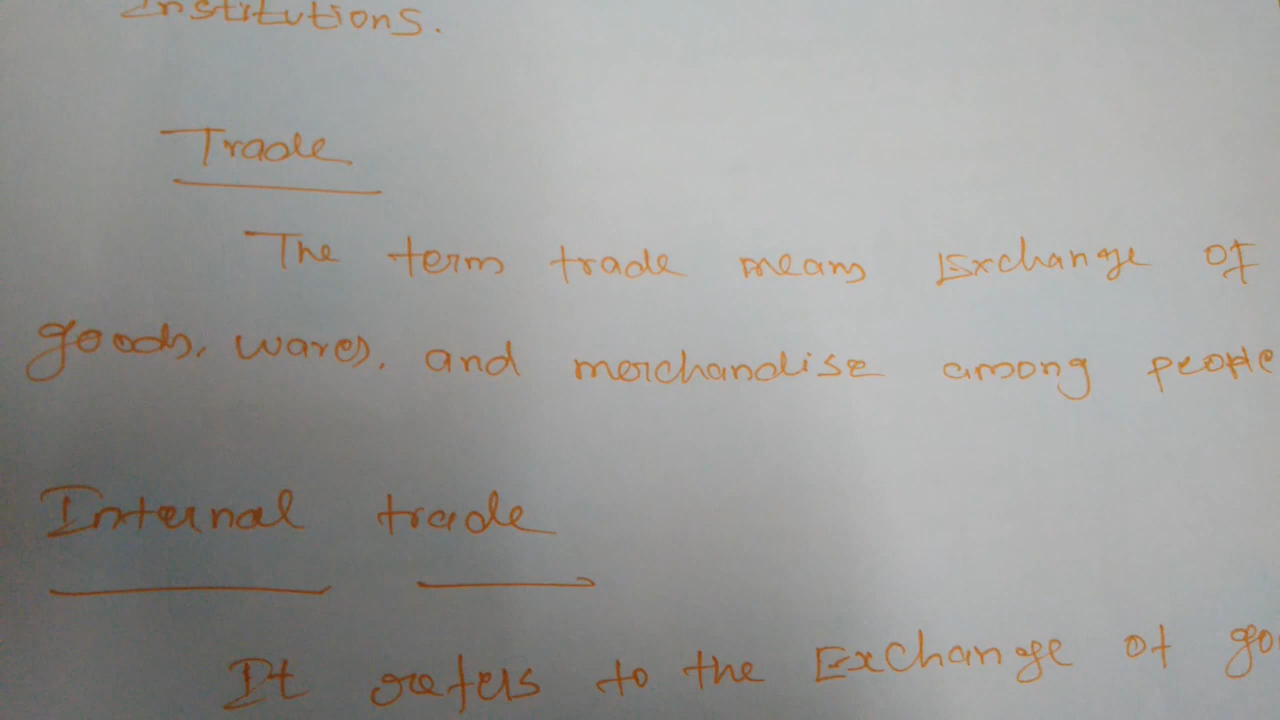 Institutions.
Trade
The term trade means Exchange of
goods, wares, and merchandise among people
Internal trade
It refers to the Exchange of go